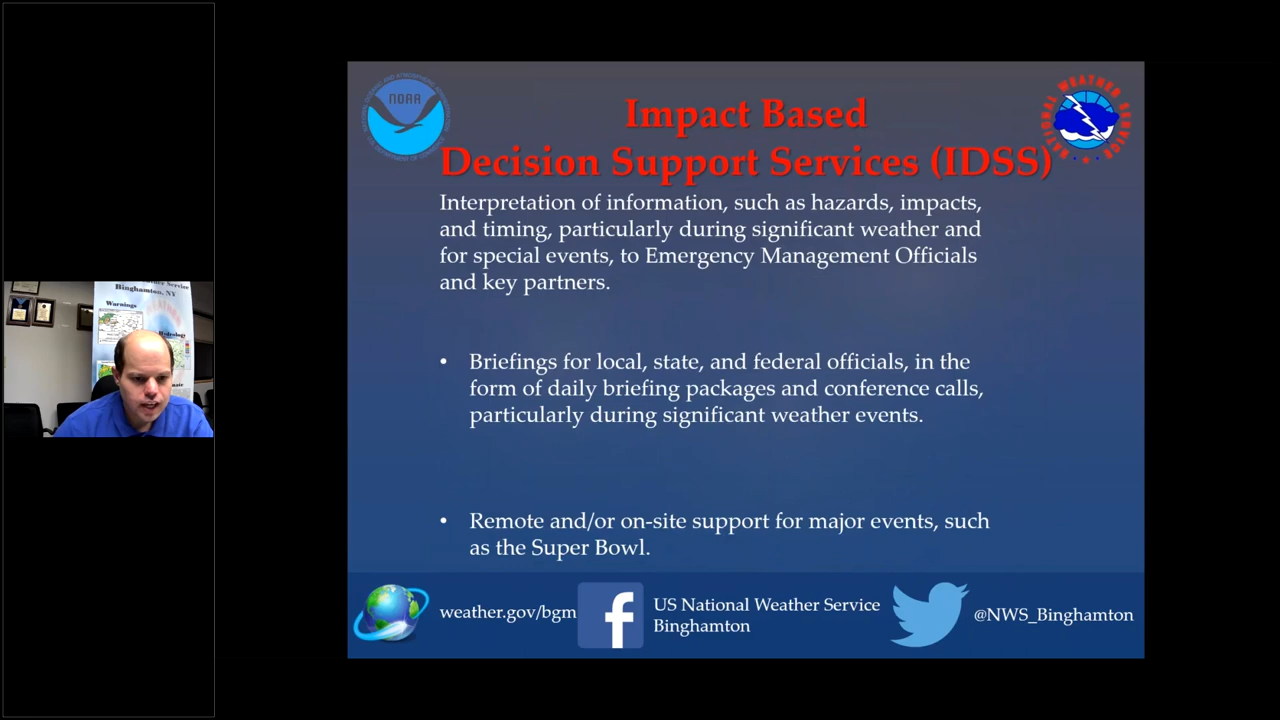 Binghamton, NY
Warnings
Hydrology
NOAA
NATIONAL WEATHER SERVICE
Impact Based
Decision Support Services (IDSS)
Interpretation of information, such as hazards, impacts,
and timing, particularly during significant weather and
for special events, to Emergency Management Officials
and key partners.
• Briefings for local, state, and federal officials, in the
form of daily briefing packages and conference calls,
particularly during significant weather events.
• Remote and/or on-site support for major events, such
as the Super Bowl.
weather.gov/bgm
US National Weather Service
Binghamton
@NWS_Binghamton